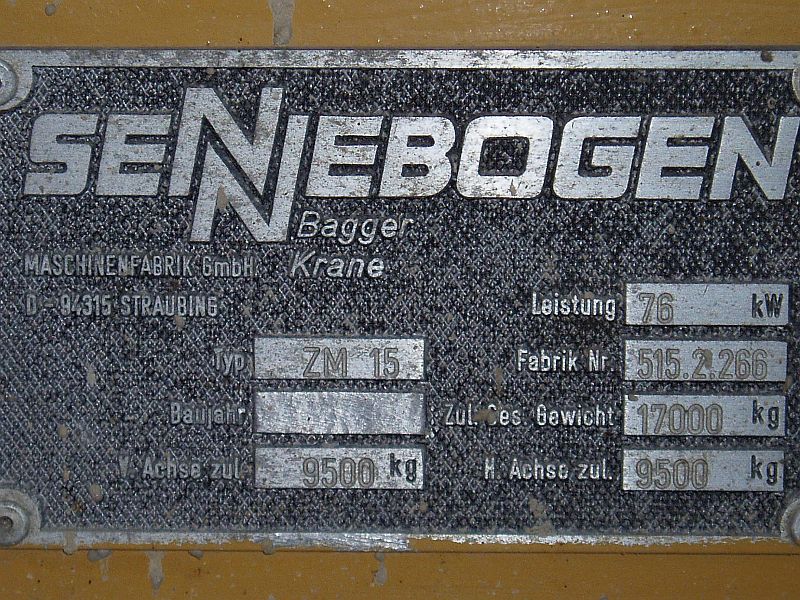 SENNEBOGEN
Bagger
MASCHINENFABRIK GmbH. Krane
D - 94315 STRAUBING
Leistung 76 kW
Typ ZM 15 Fabrik Nr. 515.2.266
Baujahr Zul. Ges. Gewicht 17000 kg
V. Achse zul. 9500 kg H. Achse zul. 9500 kg